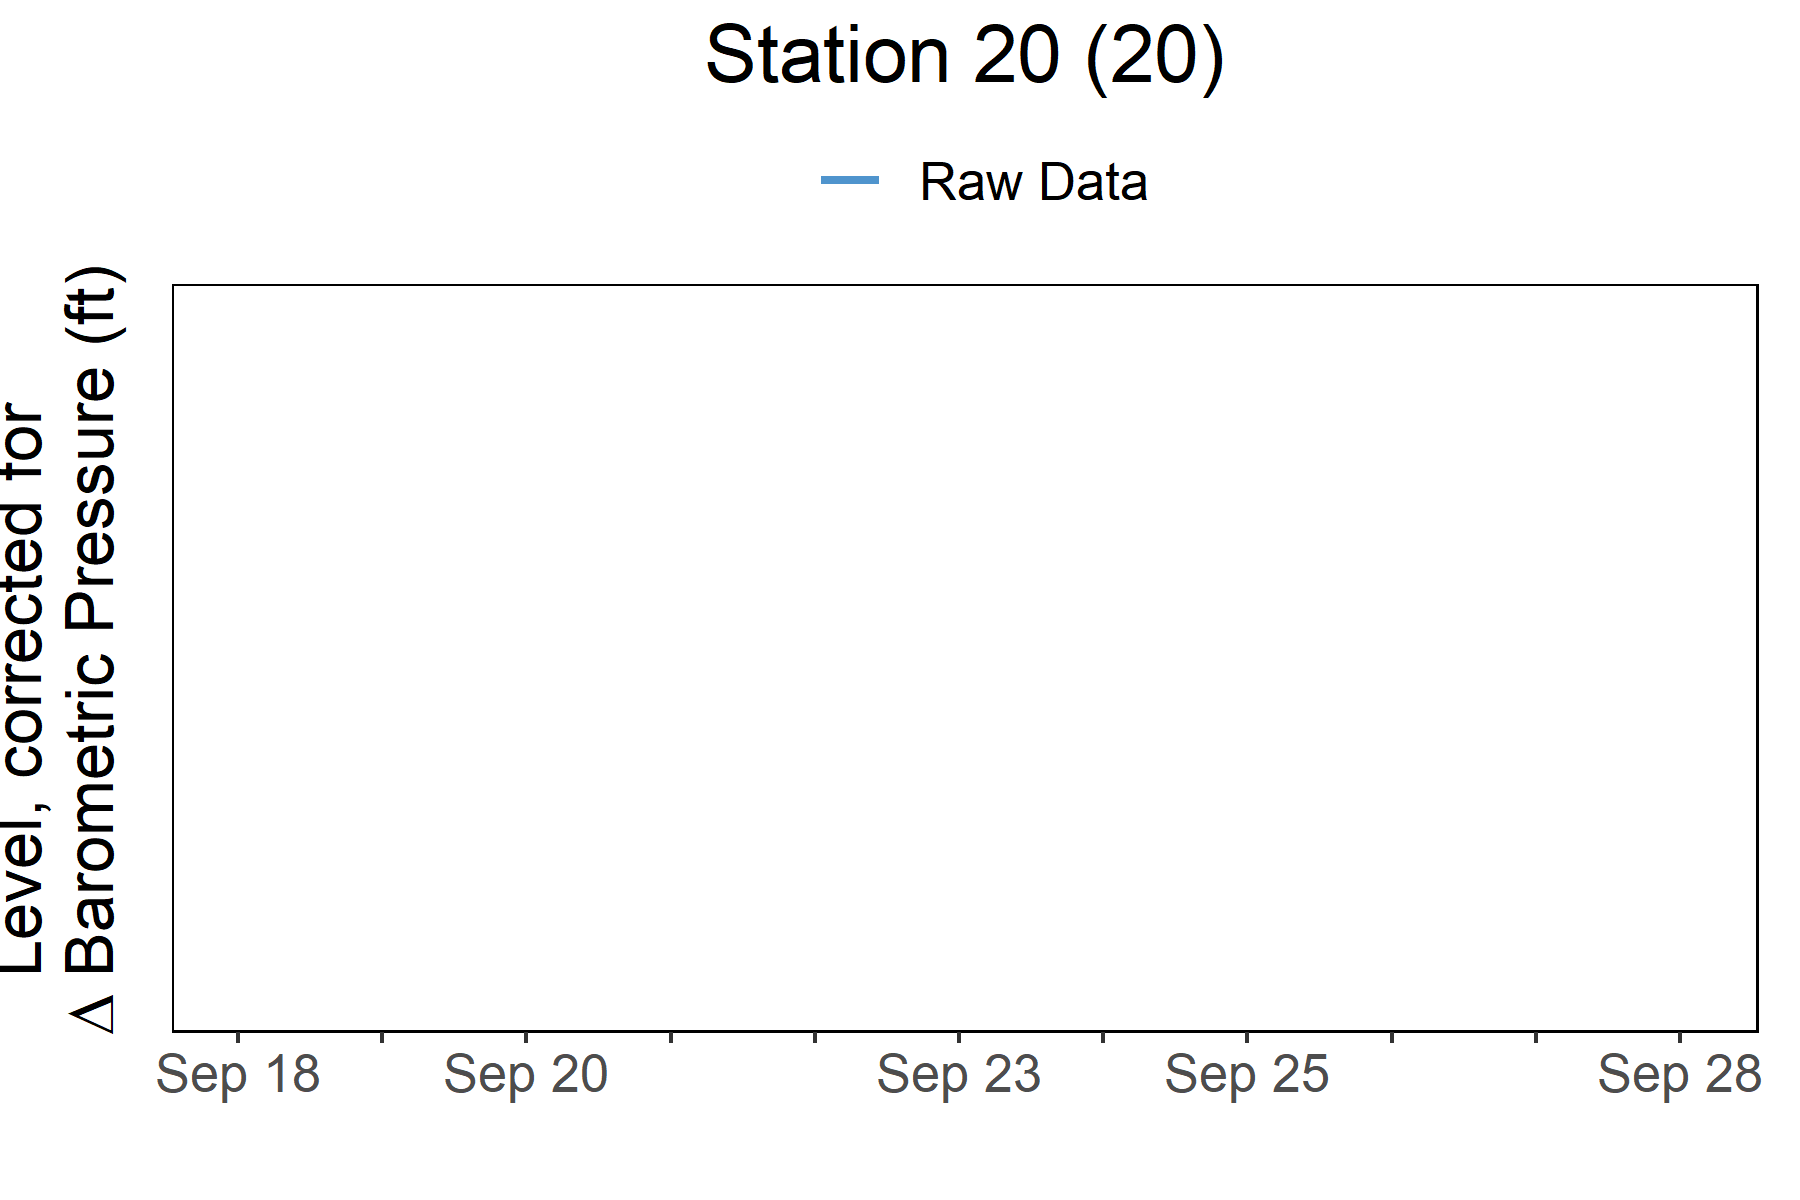 Station 20 (20)
Raw Data
Level, corrected for
Δ Barometric Pressure (ft)
Sep 18 Sep 20 Sep 23 Sep 25 Sep 28